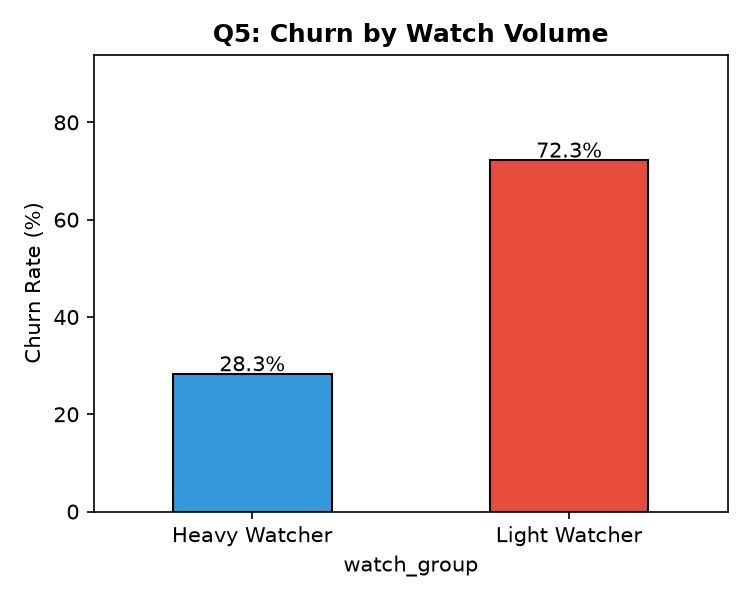 Q5: Churn by Watch Volume
Churn Rate (%)
80
60
40
20
0
28.3%
72.3%
Heavy Watcher
Light Watcher
watch_group